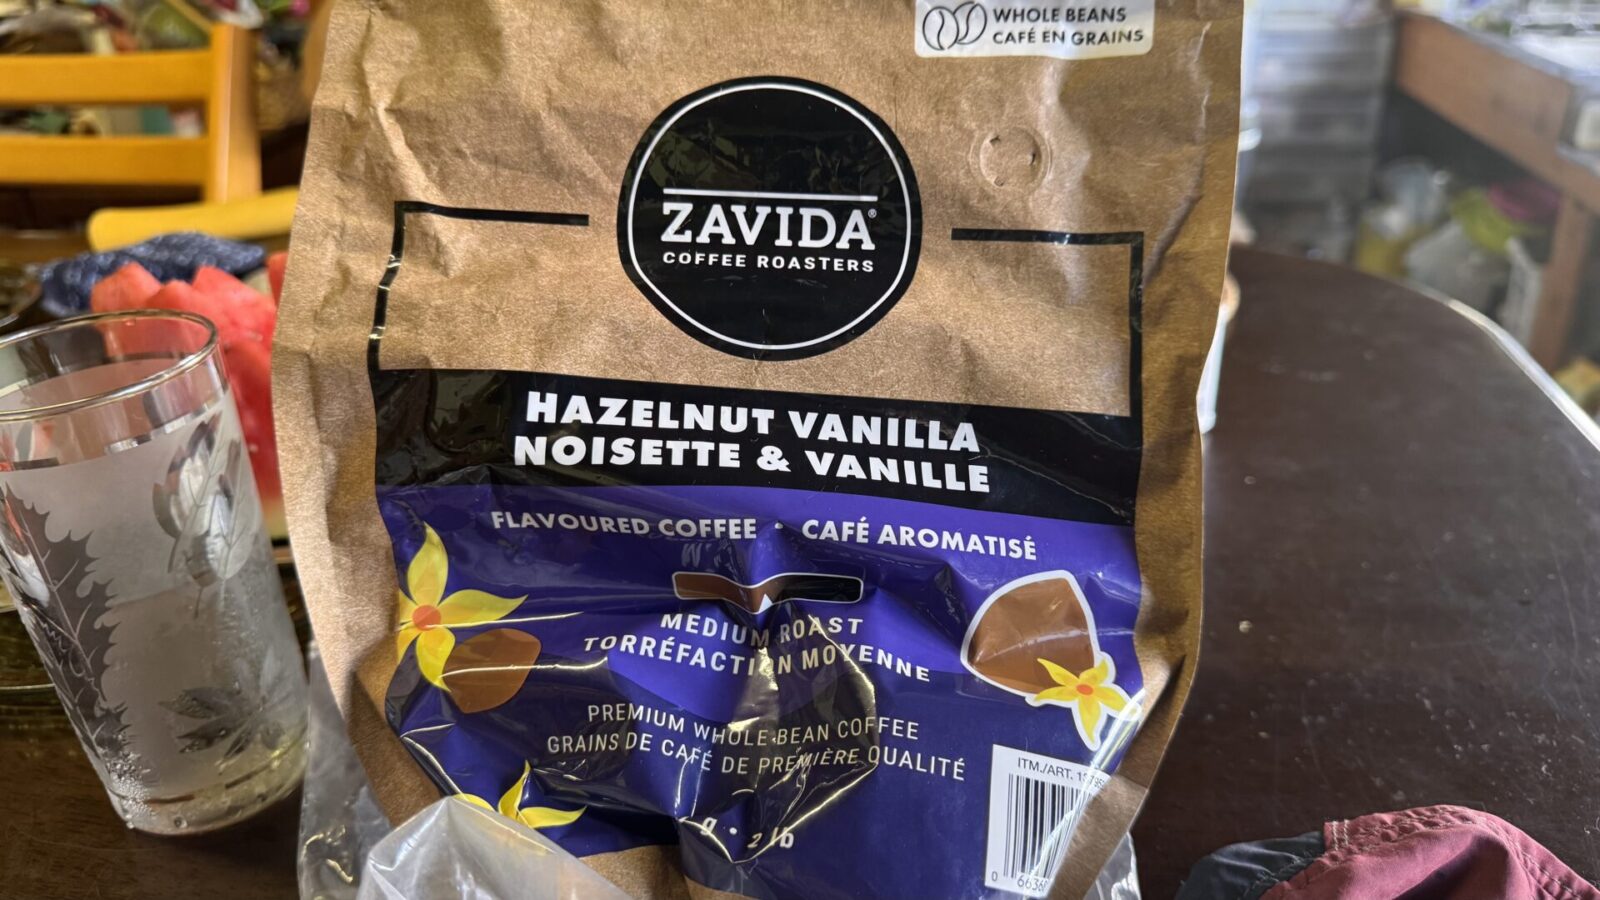 WHOLE BEANS
CAFÉ EN GRAINS
ZAVIDA®
COFFEE ROASTERS
HAZELNUT VANILLA
NOISETTE & VANILLE
FLAVOURED COFFEE • CAFÉ AROMATISÉ
MEDIUM ROAST
TORRÉFACTION MOYENNE
PREMIUM WHOLE BEAN COFFEE
GRAINS DE CAFÉ DE PREMIÈRE QUALITÉ
g • 2 lb
ITM./ART.
0